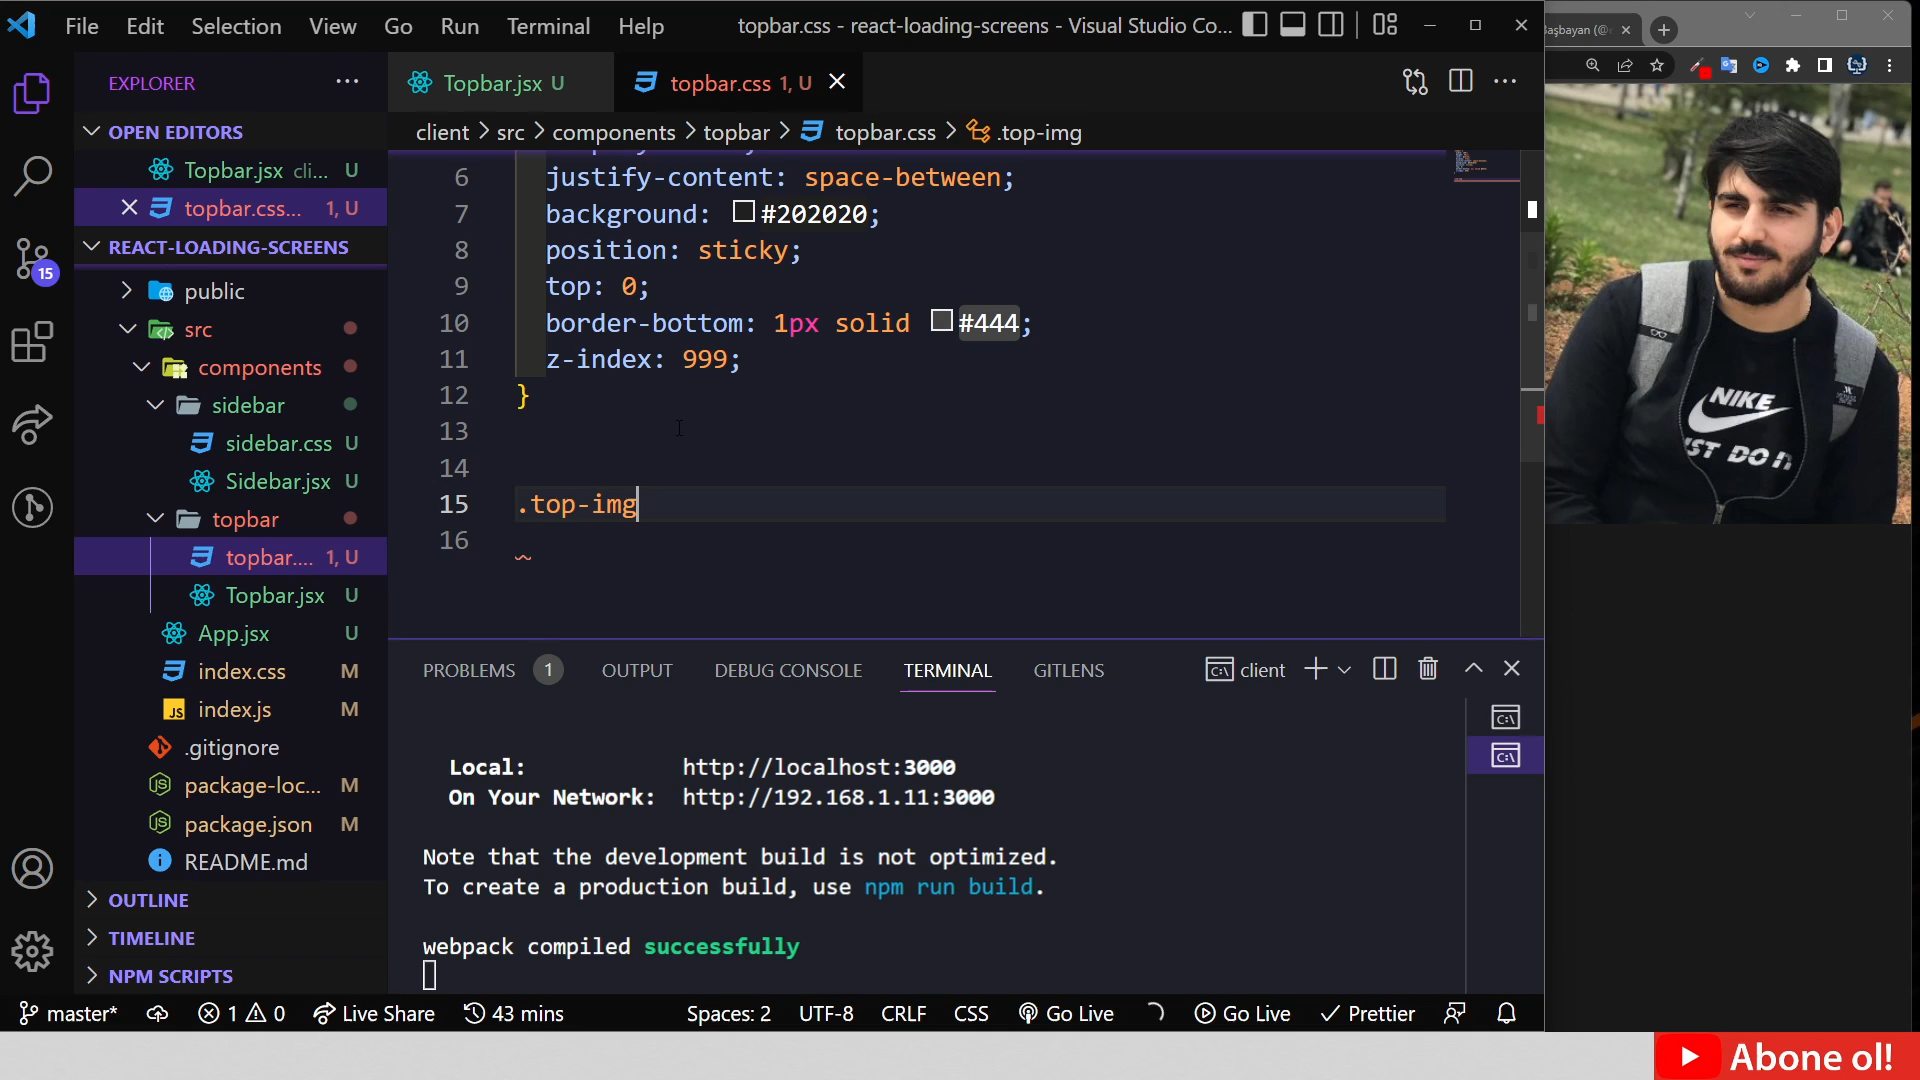 File Edit Selection View Go Run Terminal Help
topbar.css - react-loading-screens - Visual Studio Co...
EXPLORER
OPEN EDITORS
Topbar.jsx cli... U
topbar.css... 1, U
REACT-LOADING-SCREENS
public
src
components
sidebar
sidebar.css U
Sidebar.jsx U
topbar
topbar.... 1, U
Topbar.jsx U
App.jsx U
index.css M
index.js M
.gitignore
package-loc... M
package.json M
README.md
OUTLINE
TIMELINE
NPM SCRIPTS
15
Topbar.jsx U
topbar.css 1, U
client > src > components > topbar > topbar.css > .top-img
6 justify-content: space-between;
7 background: #202020;
8 position: sticky;
9 top: 0;
10 border-bottom: 1px solid #444;
11 z-index: 999;
12 }
13
14
15 .top-img
16
PROBLEMS 1 OUTPUT DEBUG CONSOLE TERMINAL GITLENS
client
Local: http://localhost:3000
On Your Network: http://192.168.1.11:3000
Note that the development build is not optimized.
To create a production build, use npm run build.
webpack compiled successfully
master* 1 0 Live Share 43 mins Spaces: 2 UTF-8 CRLF CSS Go Live Go Live Prettier
NIKE
Abone ol!